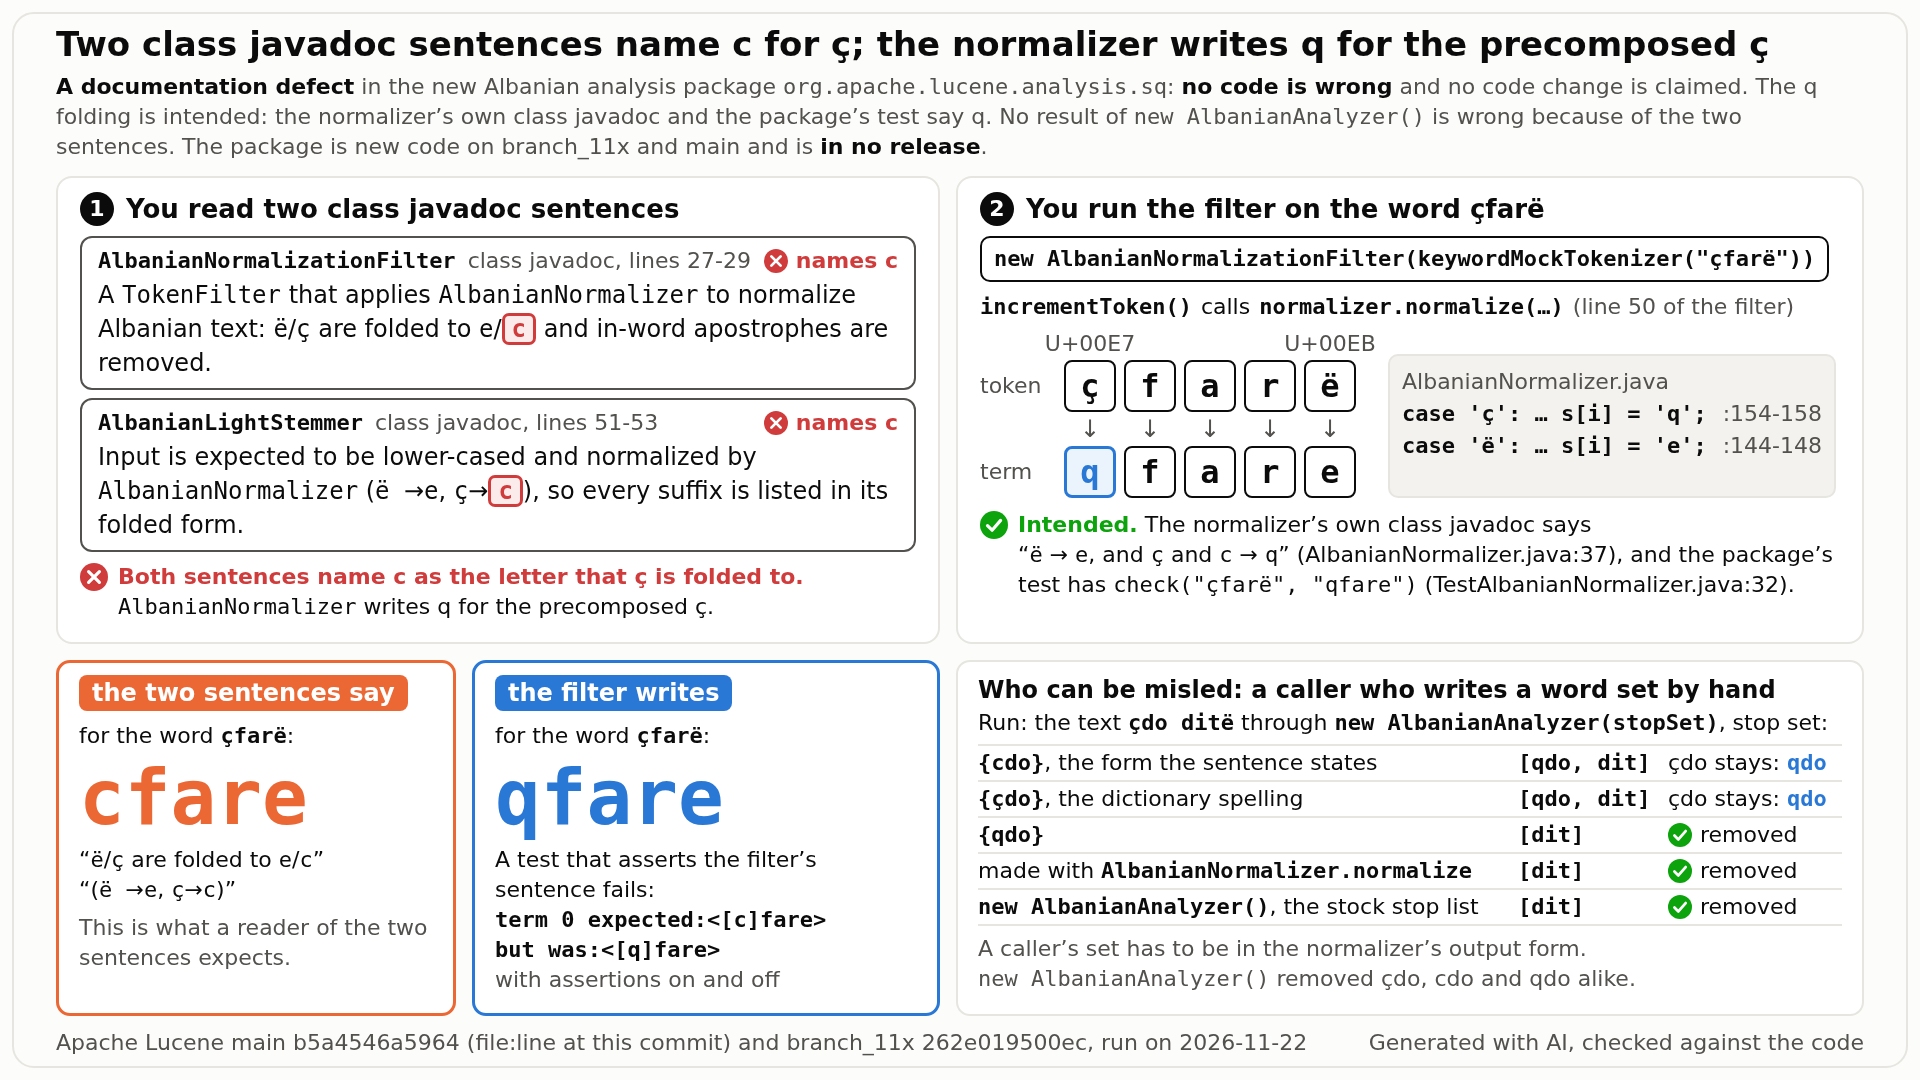 Two class javadoc sentences name c for ç; the normalizer writes q for the precomposed ç
A documentation defect in the new Albanian analysis package org.apache.lucene.analysis.sq: no code is wrong and no code change is claimed. The q
folding is intended: the normalizer’s own class javadoc and the package’s test say q. No result of new AlbanianAnalyzer() is wrong because of the two
sentences. The package is new code on branch_11x and main and is in no release.
1 You read two class javadoc sentences
AlbanianNormalizationFilter class javadoc, lines 27-29 names c
A TokenFilter that applies AlbanianNormalizer to normalize
Albanian text: ë/ç are folded to e/c and in-word apostrophes are
removed.
AlbanianLightStemmer class javadoc, lines 51-53 names c
Input is expected to be lower-cased and normalized by
AlbanianNormalizer (ë →e, ç→c), so every suffix is listed in its
folded form.
Both sentences name c as the letter that ç is folded to.
AlbanianNormalizer writes q for the precomposed ç.
2 You run the filter on the word çfarë
new AlbanianNormalizationFilter(keywordMockTokenizer("çfarë"))
incrementToken() calls normalizer.normalize(…) (line 50 of the filter)
U+00E7 U+00EB
token ç f a r ë
↓ ↓ ↓ ↓ ↓
term q f a r e
AlbanianNormalizer.java
case 'ç': … s[i] = 'q'; :154-158
case 'ë': … s[i] = 'e'; :144-148
Intended. The normalizer’s own class javadoc says
“ë → e, and ç and c → q” (AlbanianNormalizer.java:37), and the package’s
test has check("çfarë", "qfare") (TestAlbanianNormalizer.java:32).
the two sentences say
for the word çfarë:
cfare
“ë/ç are folded to e/c”
“(ë →e, ç→c)”
This is what a reader of the two
sentences expects.
the filter writes
for the word çfarë:
qfare
A test that asserts the filter’s
sentence fails:
term 0 expected:<[c]fare>
but was:<[q]fare>
with assertions on and off
Who can be misled: a caller who writes a word set by hand
Run: the text çdo ditë through new AlbanianAnalyzer(stopSet), stop set:
{cdo}, the form the sentence states [qdo, dit] çdo stays: qdo
{çdo}, the dictionary spelling [qdo, dit] çdo stays: qdo
{qdo} [dit] removed
made with AlbanianNormalizer.normalize [dit] removed
new AlbanianAnalyzer(), the stock stop list [dit] removed
A caller’s set has to be in the normalizer’s output form.
new AlbanianAnalyzer() removed çdo, cdo and qdo alike.
Apache Lucene main b5a4546a5964 (file:line at this commit) and branch_11x 262e019500ec, run on 2026-11-22
Generated with AI, checked against the code